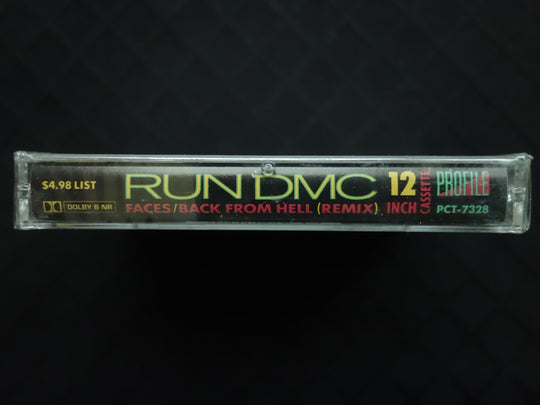 $4.98 LIST
DOLBY B NR
RUN DMC
FACES/BACK FROM HELL (REMIX)
12
INCH
CASSETTE
PROFILE
PCT-7328